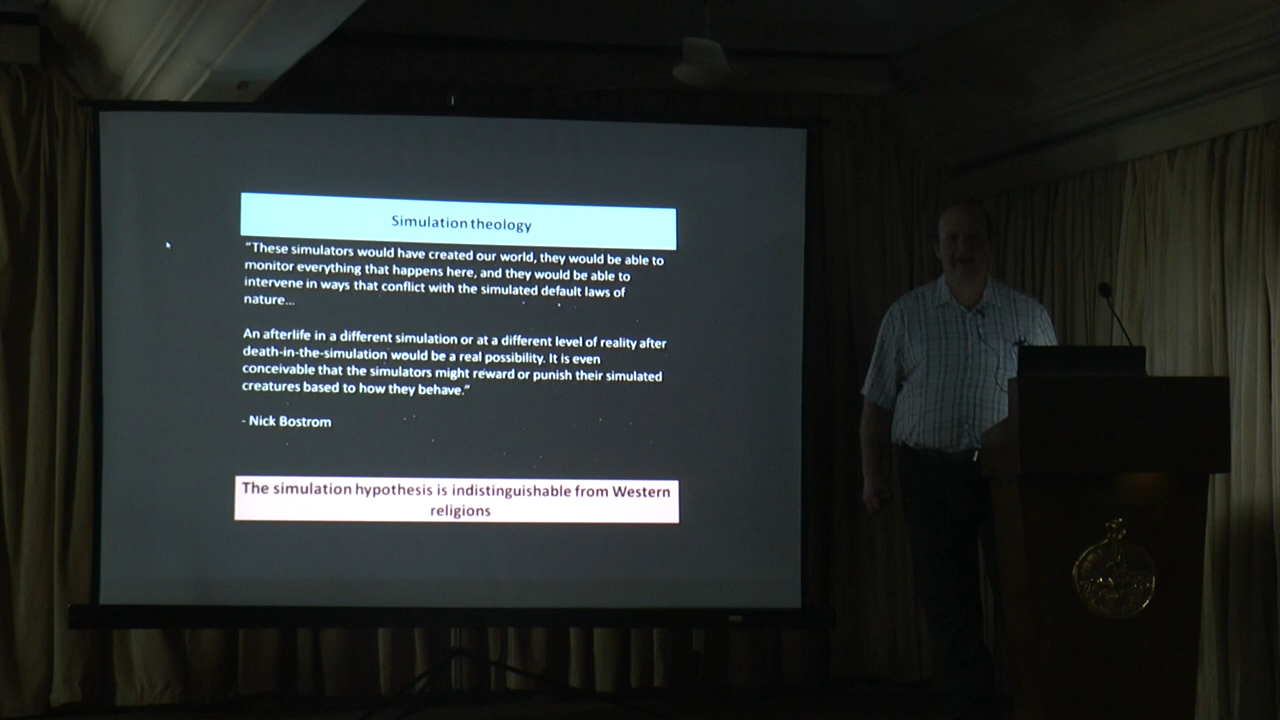 Simulation theology
“These simulators would have created our world, they would be able to
monitor everything that happens here, and they would be able to
intervene in ways that conflict with the simulated default laws of
nature...
An afterlife in a different simulation or at a different level of reality after
death-in-the-simulation would be a real possibility. It is even
conceivable that the simulators might reward or punish their simulated
creatures based to how they behave.”
- Nick Bostrom
The simulation hypothesis is indistinguishable from Western
religions